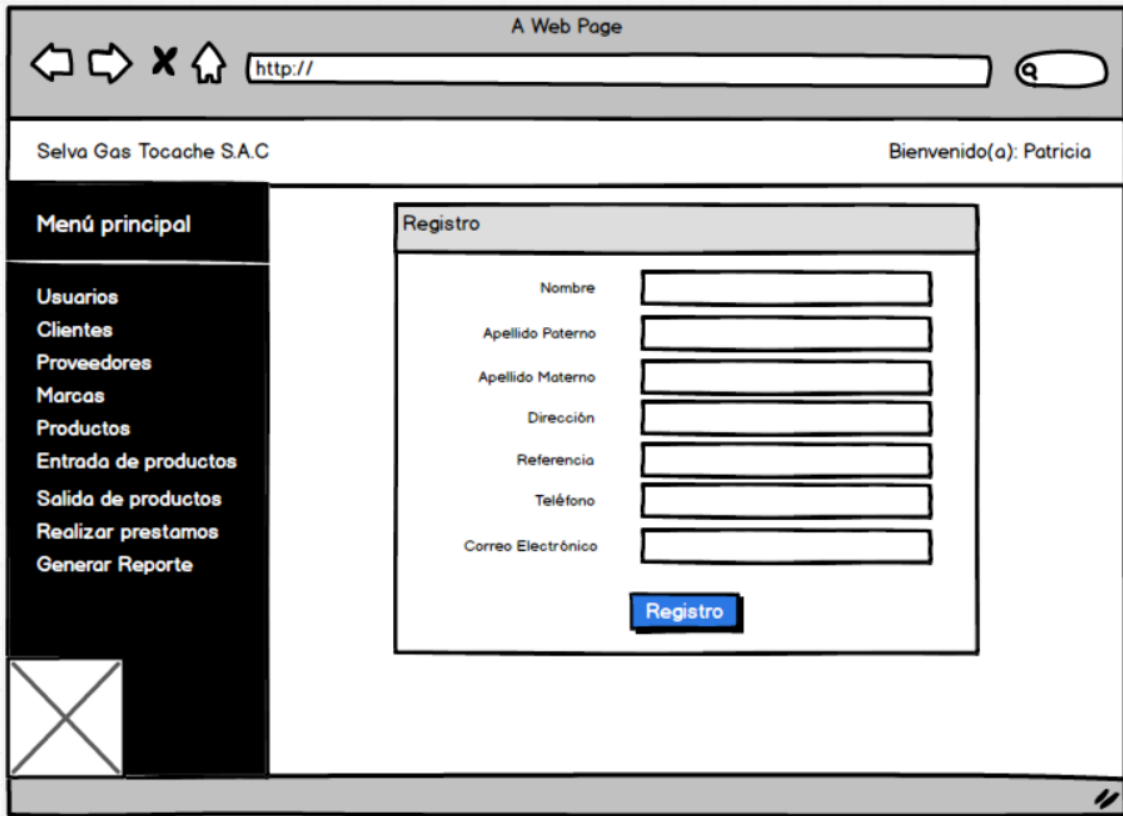 A Web Page
http://
Selva Gas Tocache S.A.C
Bienvenido(a): Patricia
Menú principal
Usuarios
Clientes
Proveedores
Marcas
Productos
Entrada de productos
Salida de productos
Realizar prestamos
Generar Reporte
Registro
Nombre
Apellido Paterno
Apellido Materno
Dirección
Referencia
Teléfono
Correo Electrónico
Registro